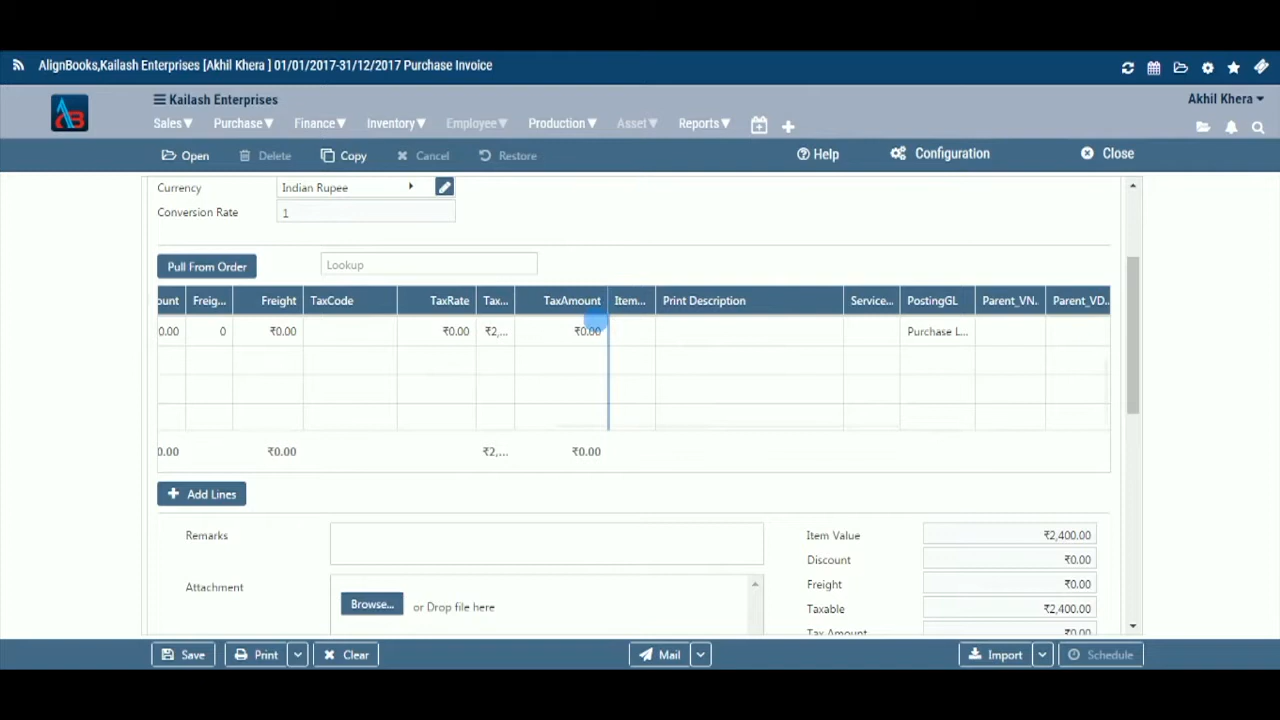 AlignBooks,Kailash Enterprises [Akhil Khera ] 01/01/2017-31/12/2017 Purchase Invoice
Kailash Enterprises
Akhil Khera
Sales Purchase Finance Inventory Employee Production Asset Reports
Open Delete Copy Cancel Restore Help Configuration Close
Currency Indian Rupee
Conversion Rate 1
Pull From Order Lookup
ount Freig... Freight TaxCode TaxRate Tax... TaxAmount Item... Print Description Service... PostingGL Parent_VN.. Parent_VD..
0.00 0 ₹0.00 ₹0.00 ₹2,... ₹0.00 Purchase L...
0.00 ₹0.00 ₹2,... ₹0.00
Add Lines
Remarks
Attachment
Browse... or Drop file here
Item Value ₹2,400.00
Discount ₹0.00
Freight ₹0.00
Taxable ₹2,400.00
Tax Amount ₹0.00
Save Print Clear Mail Import Schedule